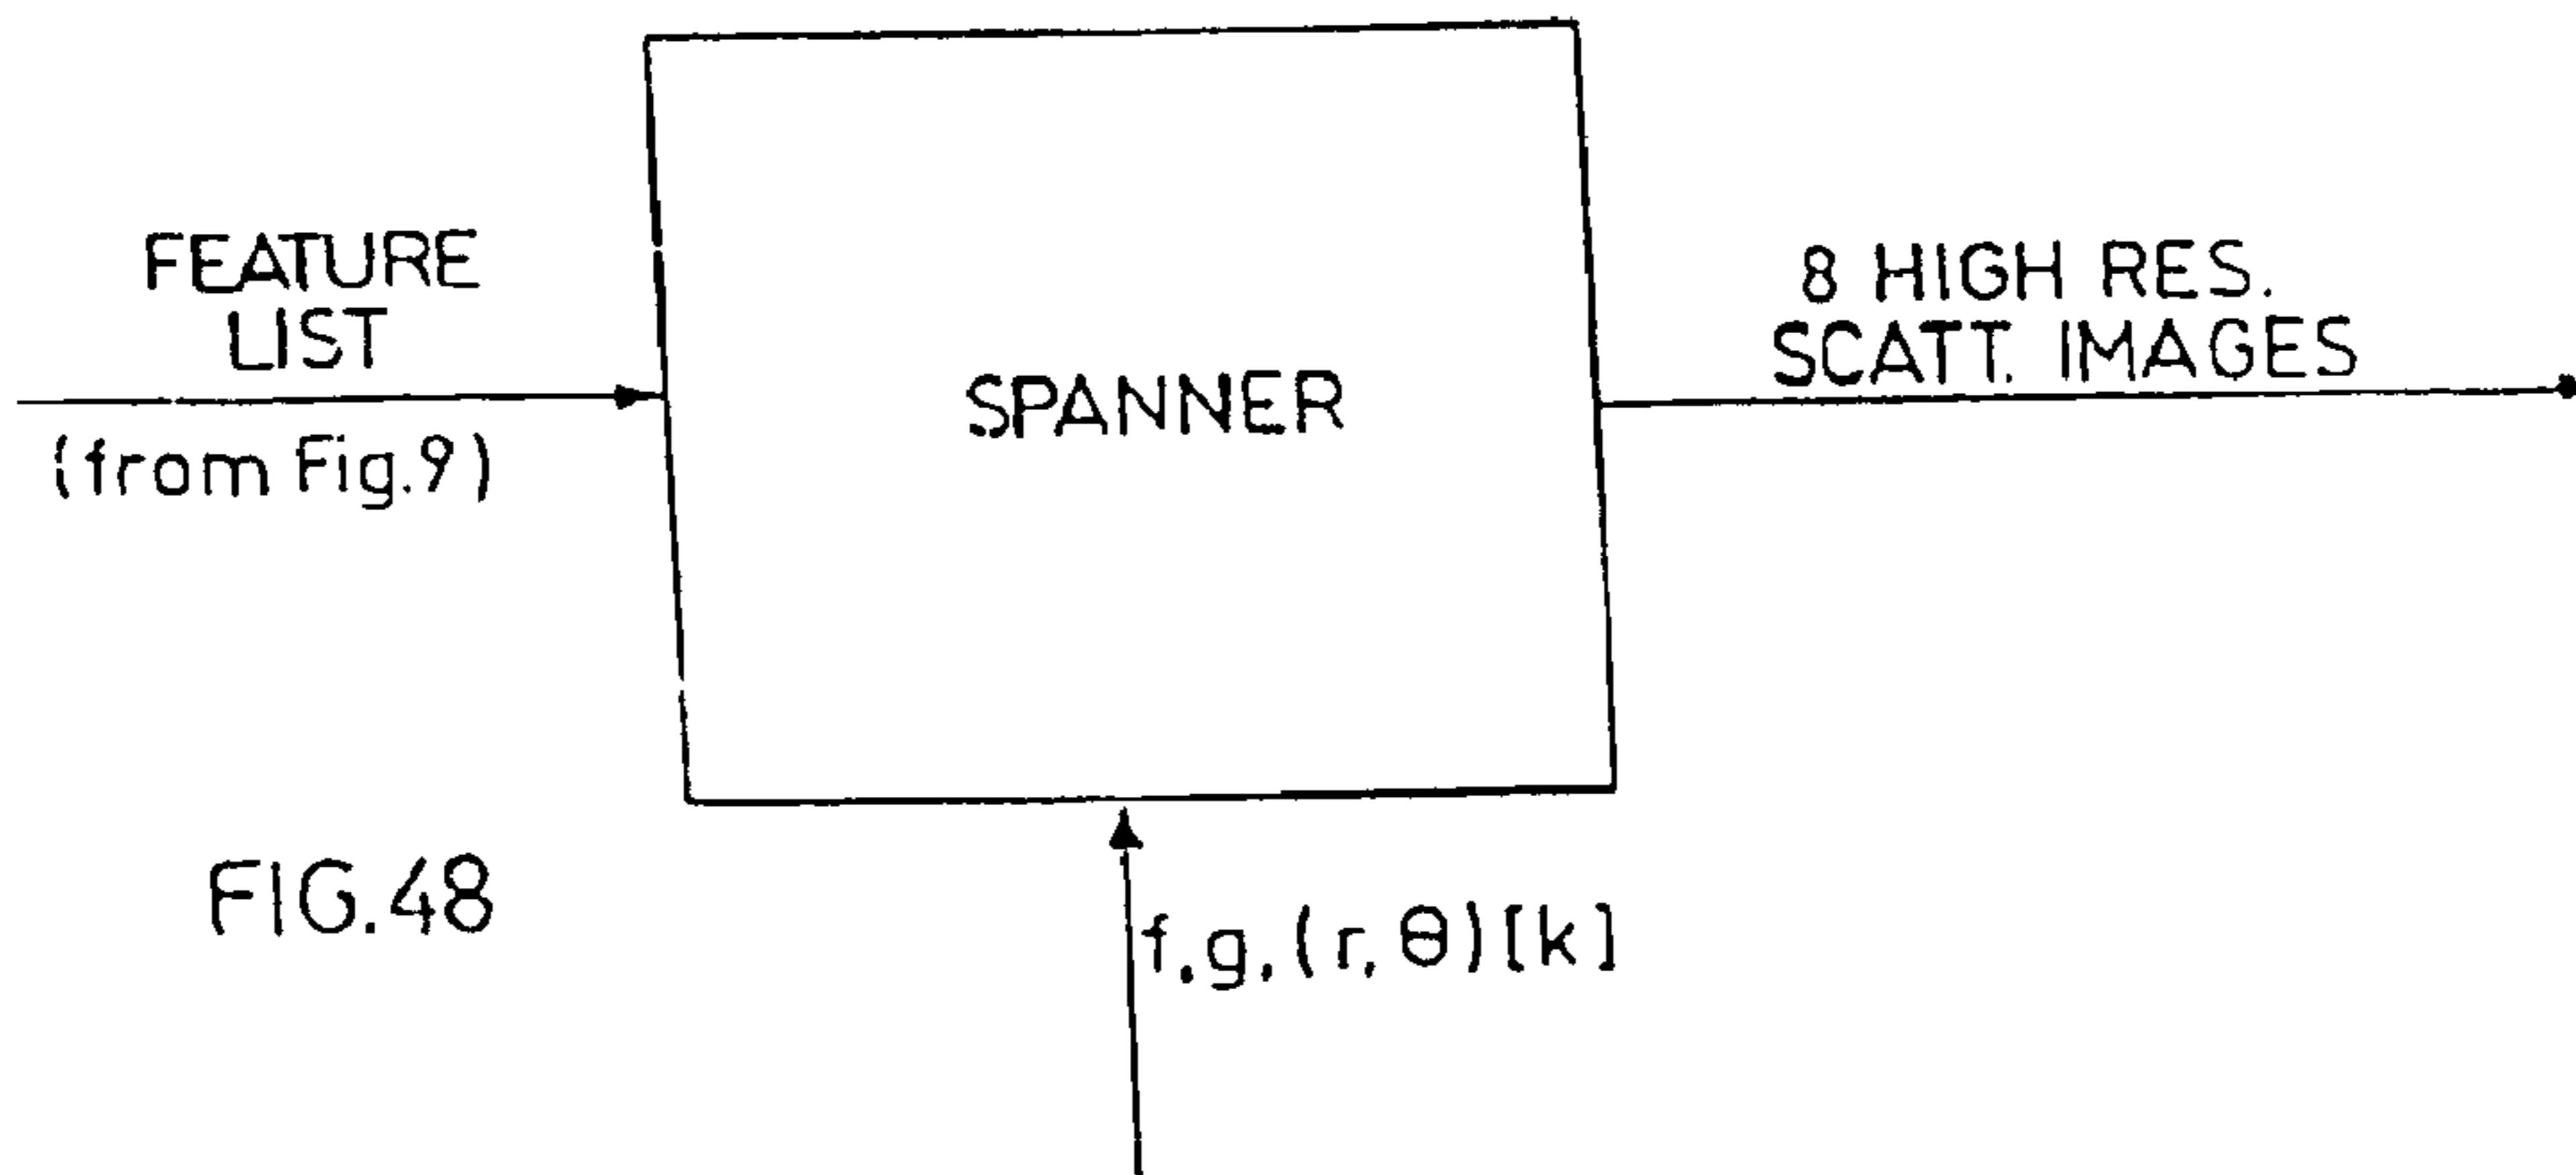 FEATURE
LIST
(from Fig.9)
SPANNER
8 HIGH RES.
SCATT. IMAGES
f,g,(r,θ)[k]
FIG.48